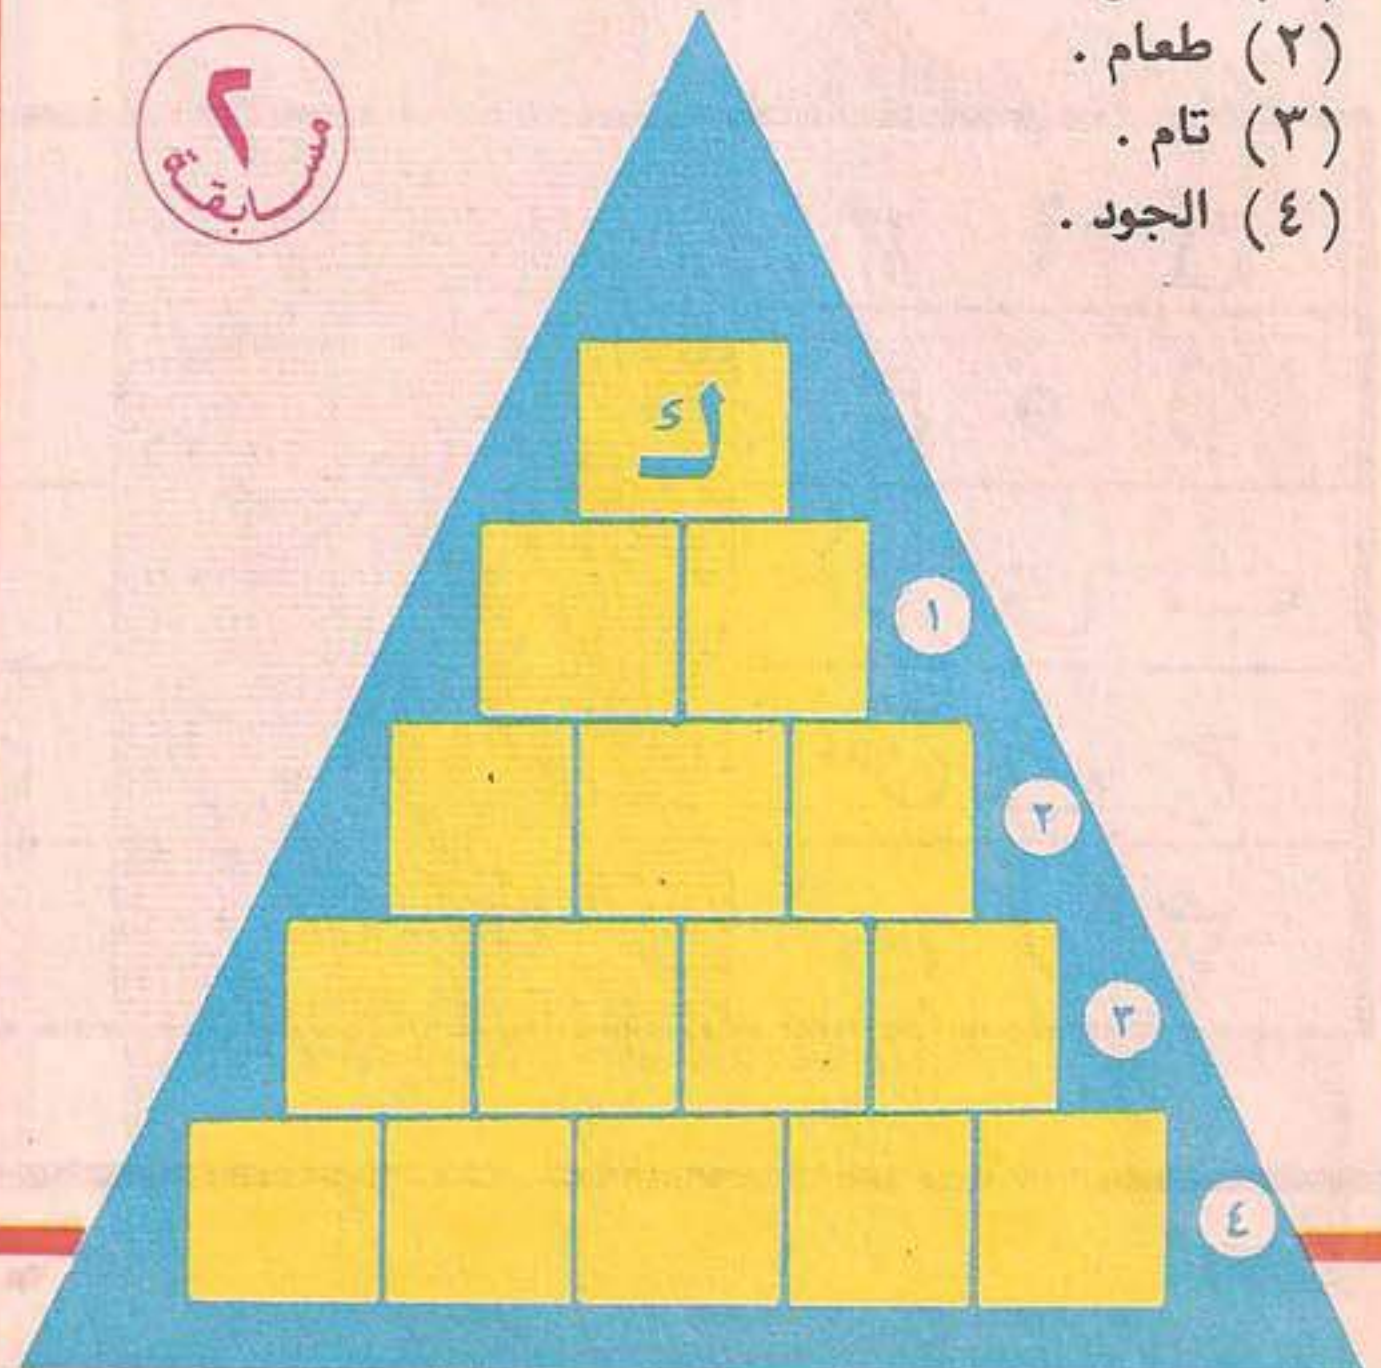 (٢) طعام .
(٣) تام .
(٤) الجود .
٢
مسابقة
ك
١
٢
٣
٤